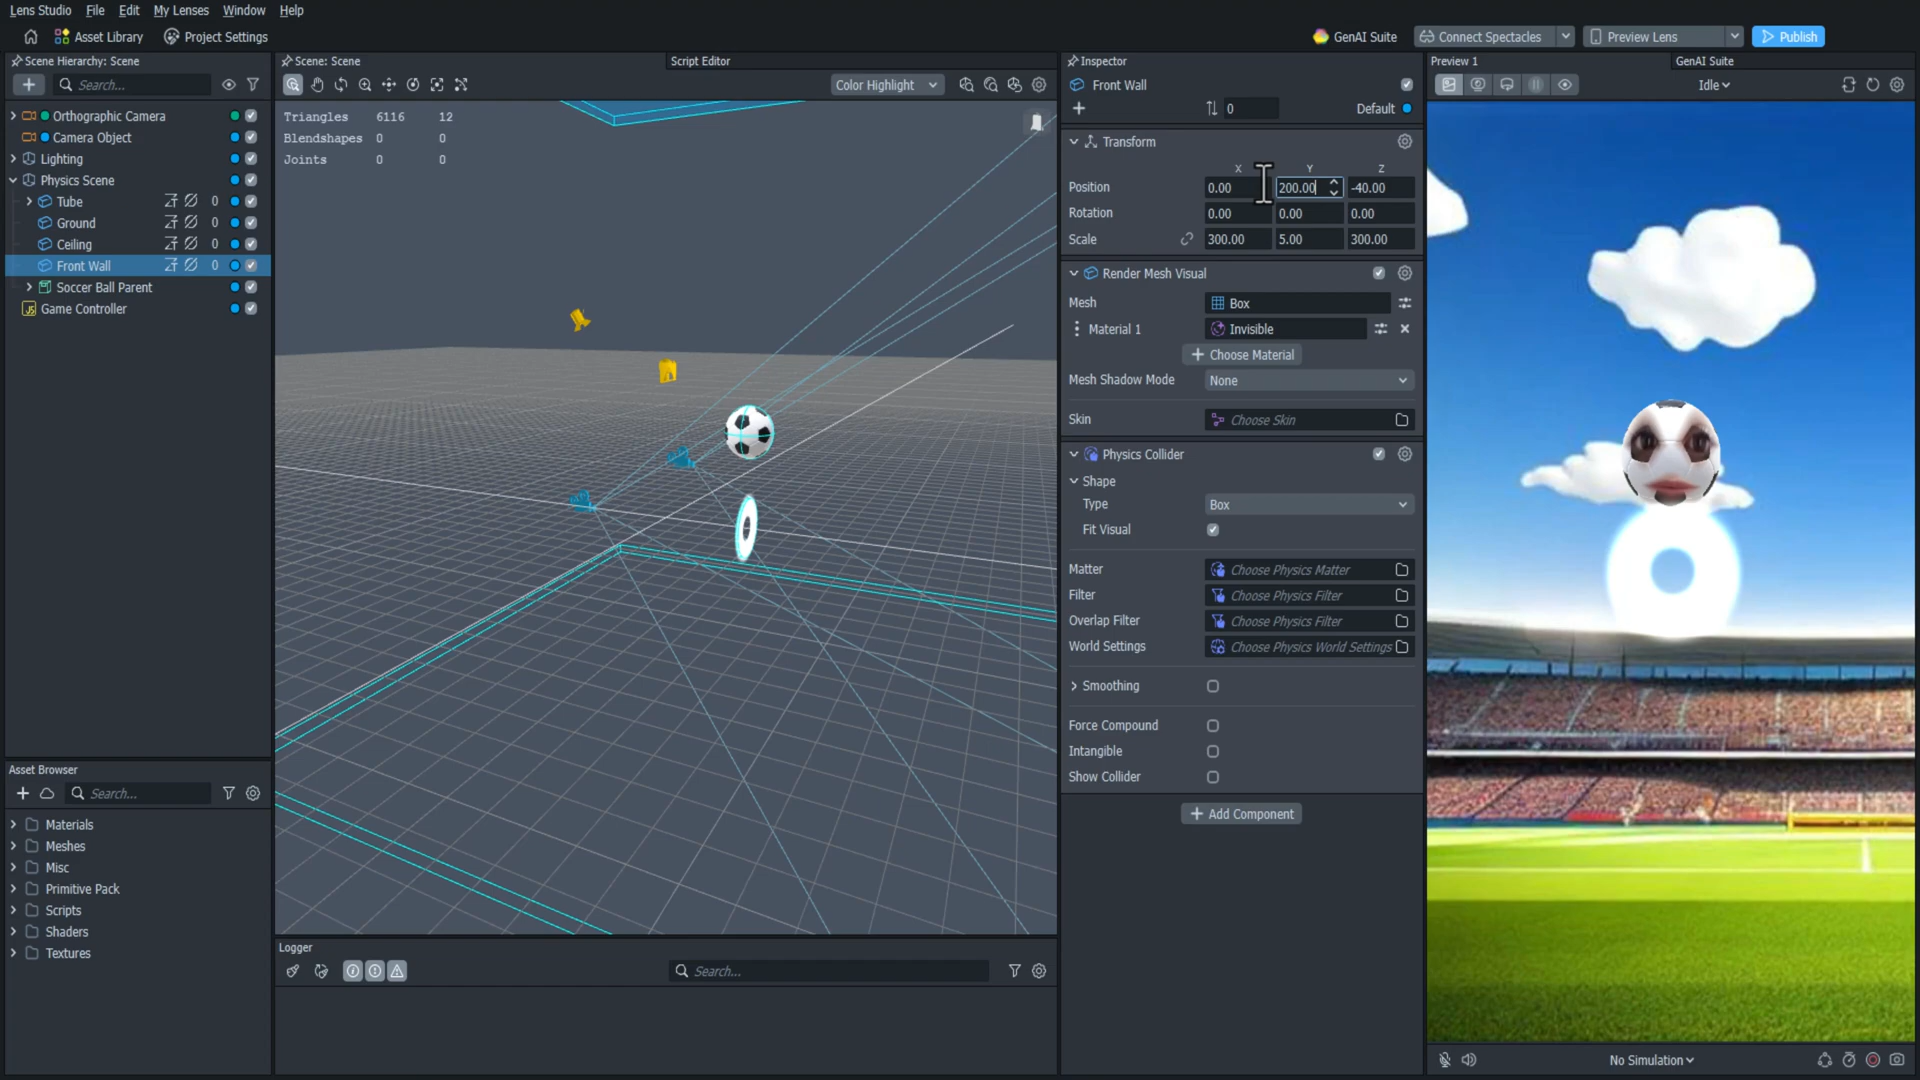 Lens Studio File Edit My Lenses Window Help
Asset Library Project Settings GenAI Suite Connect Spectacles Preview Lens Publish
Scene Hierarchy: Scene
Search...
Orthographic Camera
Camera Object
Lighting
Physics Scene
Tube 0
Ground 0
Ceiling 0
Front Wall 0
Soccer Ball Parent
Game Controller
Asset Browser
Search...
Materials
Meshes
Misc
Primitive Pack
Scripts
Shaders
Textures
Scene: Scene Script Editor
Color Highlight
Triangles 6116 12
Blendshapes 0 0
Joints 0 0
Logger
Search...
Inspector
Front Wall
0 Default
Transform
X Y Z
Position 0.00 200.00 -40.00
Rotation 0.00 0.00 0.00
Scale 300.00 5.00 300.00
Render Mesh Visual
Mesh Box
Material 1 Invisible
Choose Material
Mesh Shadow Mode None
Skin Choose Skin
Physics Collider
Shape
Type Box
Fit Visual
Matter Choose Physics Matter
Filter Choose Physics Filter
Overlap Filter Choose Physics Filter
World Settings Choose Physics World Settings
Smoothing
Force Compound
Intangible
Show Collider
Add Component
Preview 1 GenAI Suite
Idle
No Simulation